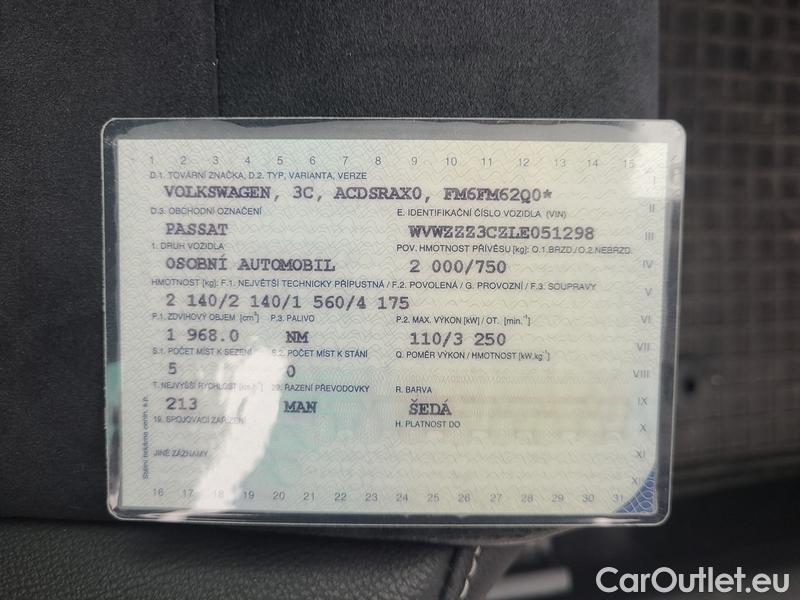 1 2 3 4 5 6 7 8 9 10 11 12 13 14 15
D.1. TOVÁRNÍ ZNAČKA, D.2. TYP, VARIANTA, VERZE I
VOLKSWAGEN, 3C, ACDSRAX0, FM6FM62Q0*
D.3. OBCHODNÍ OZNAČENÍ E. IDENTIFIKAČNÍ ČÍSLO VOZIDLA (VIN) II
PASSAT WVWZZZ3CZLE051298 III
1. DRUH VOZIDLA POV. HMOTNOST PŘÍVĚSU [kg]: O.1.BRZD./O.2.NEBRZD.
OSOBNÍ AUTOMOBIL 2 000/750 IV
HMOTNOST [kg]: F.1. NEJVĚTŠÍ TECHNICKY PŘÍPUSTNÁ / F.2. POVOLENÁ / G. PROVOZNÍ / F.3. SOUPRAVY V
2 140/2 140/1 560/4 175
P.1. ZDVIHOVÝ OBJEM [cm³] P.3. PALIVO P.2. MAX. VÝKON [kW] / OT. [min.⁻¹] VI
1 968.0 NM 110/3 250
S.1. POČET MÍST K SEZENÍ S.2. POČET MÍST K STÁNÍ Q. POMĚR VÝKON / HMOTNOST [kW.kg⁻¹] VII
5 0 VIII
T. NEJVYŠŠÍ RYCHLOST [km.h⁻¹] 29. ŘAZENÍ PŘEVODOVKY R. BARVA
213 MAN ŠEDÁ IX
19. SPOJOVACÍ ZAŘÍZENÍ H. PLATNOST DO X
JINÉ ZÁZNAMY XI
Státní tiskárna cenin, s.p.
16 17 18 19 20 21 22 23 24 25 26 27 28 29 30 31
CarOutlet.eu